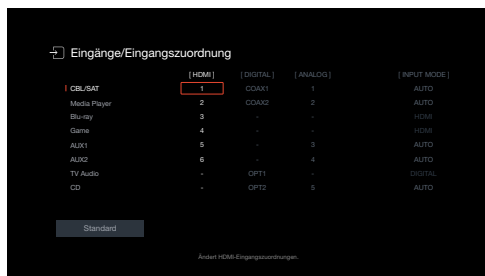 Eingänge/Eingangszuordnung
[ HDMI ] [ DIGITAL ] [ ANALOG ] [ INPUT MODE ]
CBL/SAT 1 COAX1 1 AUTO
Media Player 2 COAX2 2 AUTO
Blu-ray 3 - - HDMI
Game 4 - - HDMI
AUX1 5 - 3 AUTO
AUX2 6 - 4 AUTO
TV Audio - OPT1 - DIGITAL
CD - OPT2 5 AUTO
Standard
Ändert HDMI-Eingangszuordnungen.